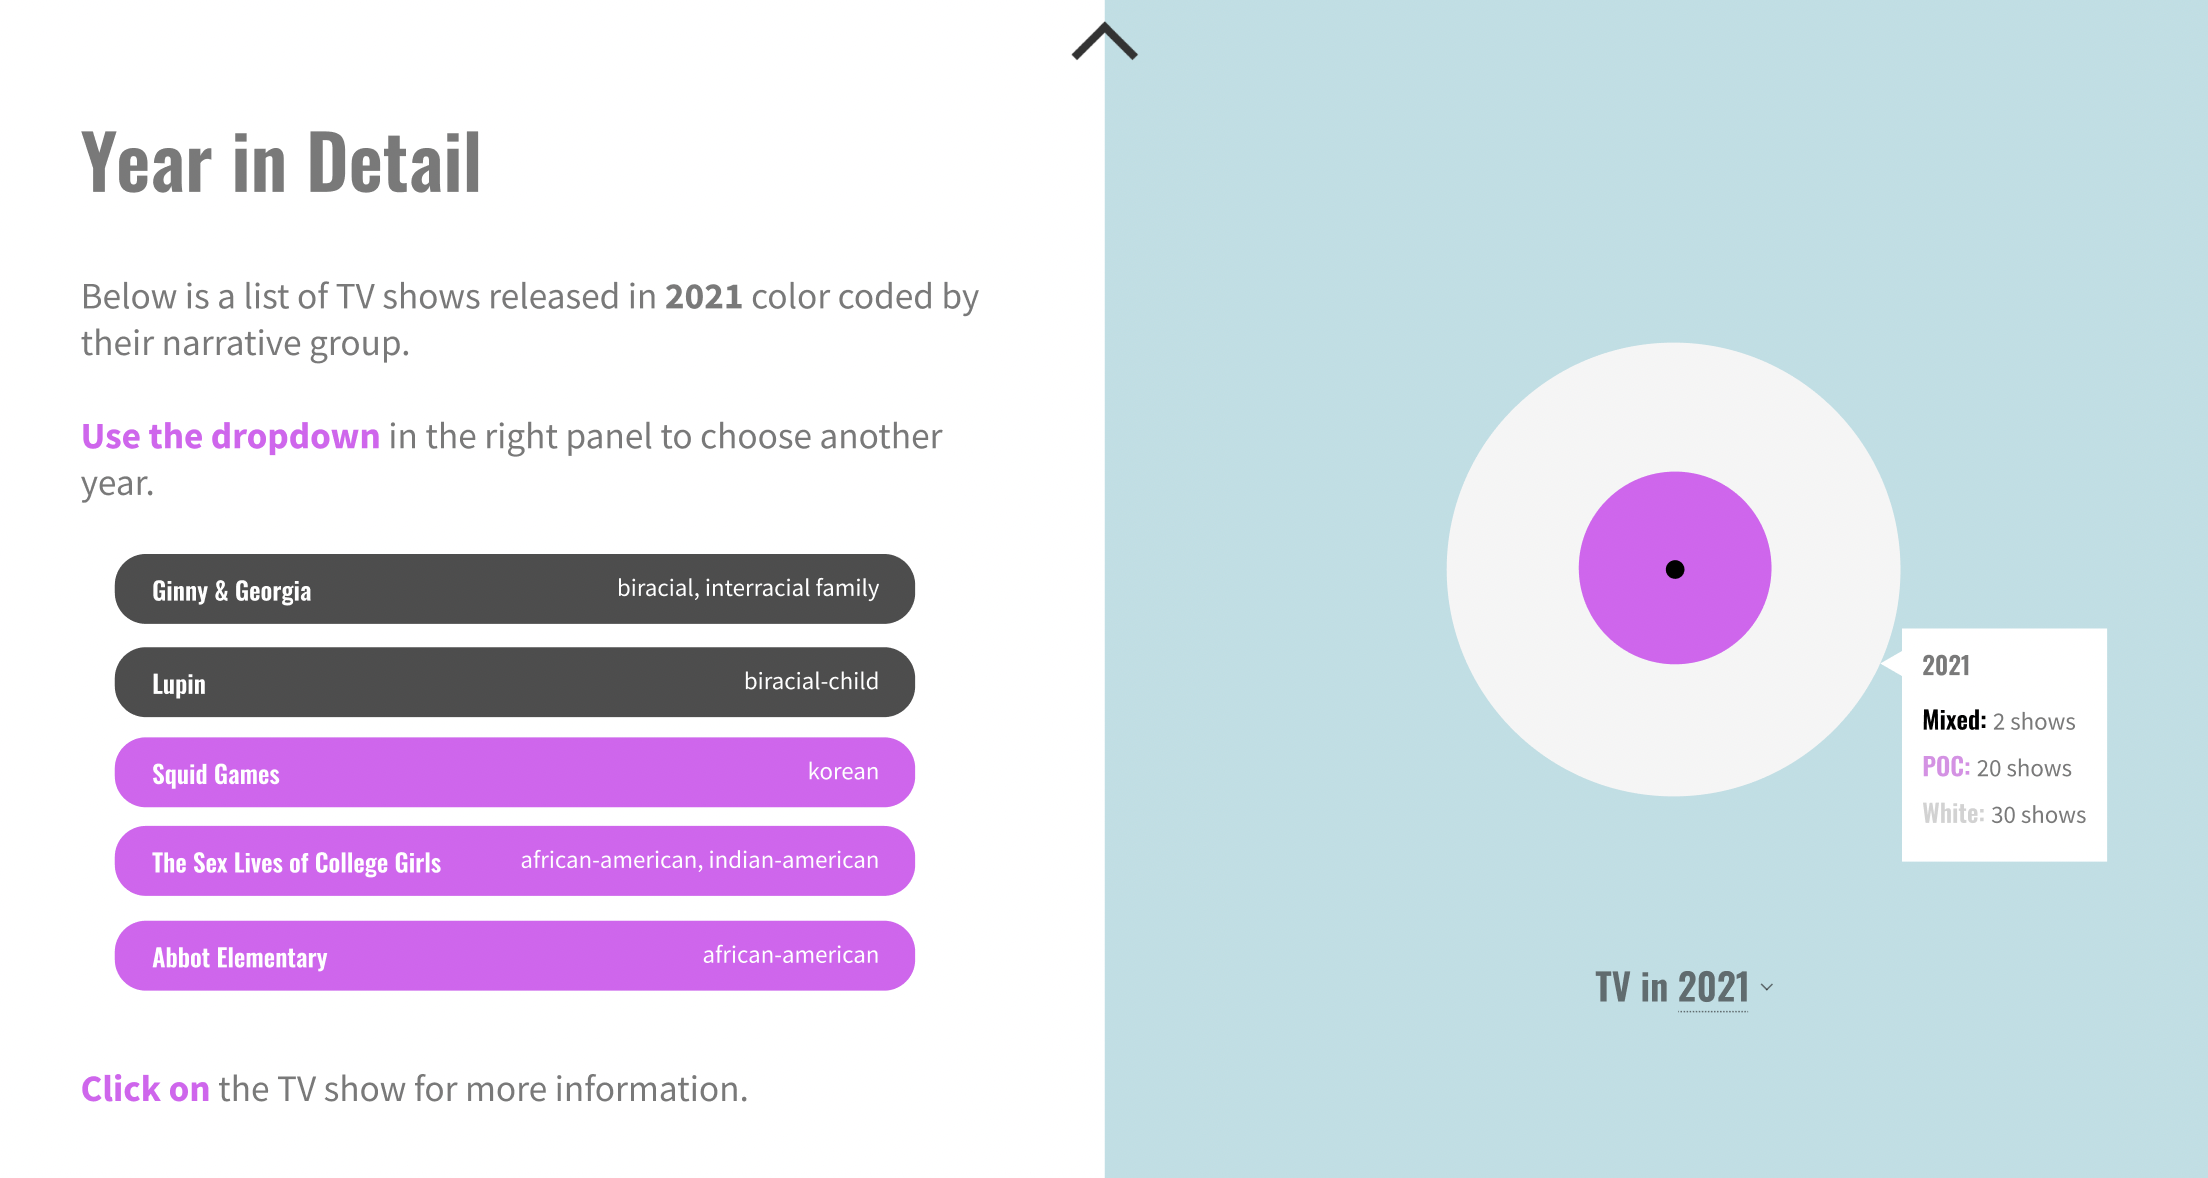 Year in Detail
Below is a list of TV shows released in 2021 color coded by
their narrative group.
Use the dropdown in the right panel to choose another
year.
Ginny & Georgia biracial, interracial family
Lupin biracial-child
Squid Games korean
The Sex Lives of College Girls african-american, indian-american
Abbot Elementary african-american
Click on the TV show for more information.
2021
Mixed: 2 shows
POC: 20 shows
White: 30 shows
TV in 2021